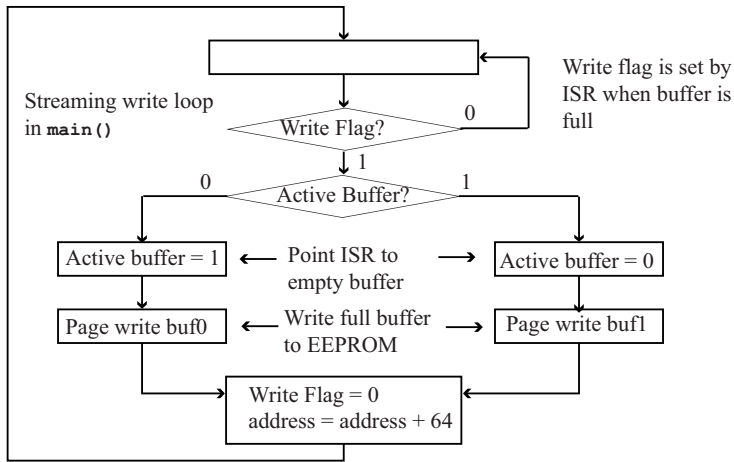 Write flag is set by
ISR when buffer is
full
Streaming write loop
in main()
0
Write Flag?
1
0
Active Buffer?
1
Active buffer = 1
Point ISR to
empty buffer
Active buffer = 0
Page write buf0
Write full buffer
to EEPROM
Page write buf1
Write Flag = 0
address = address + 64